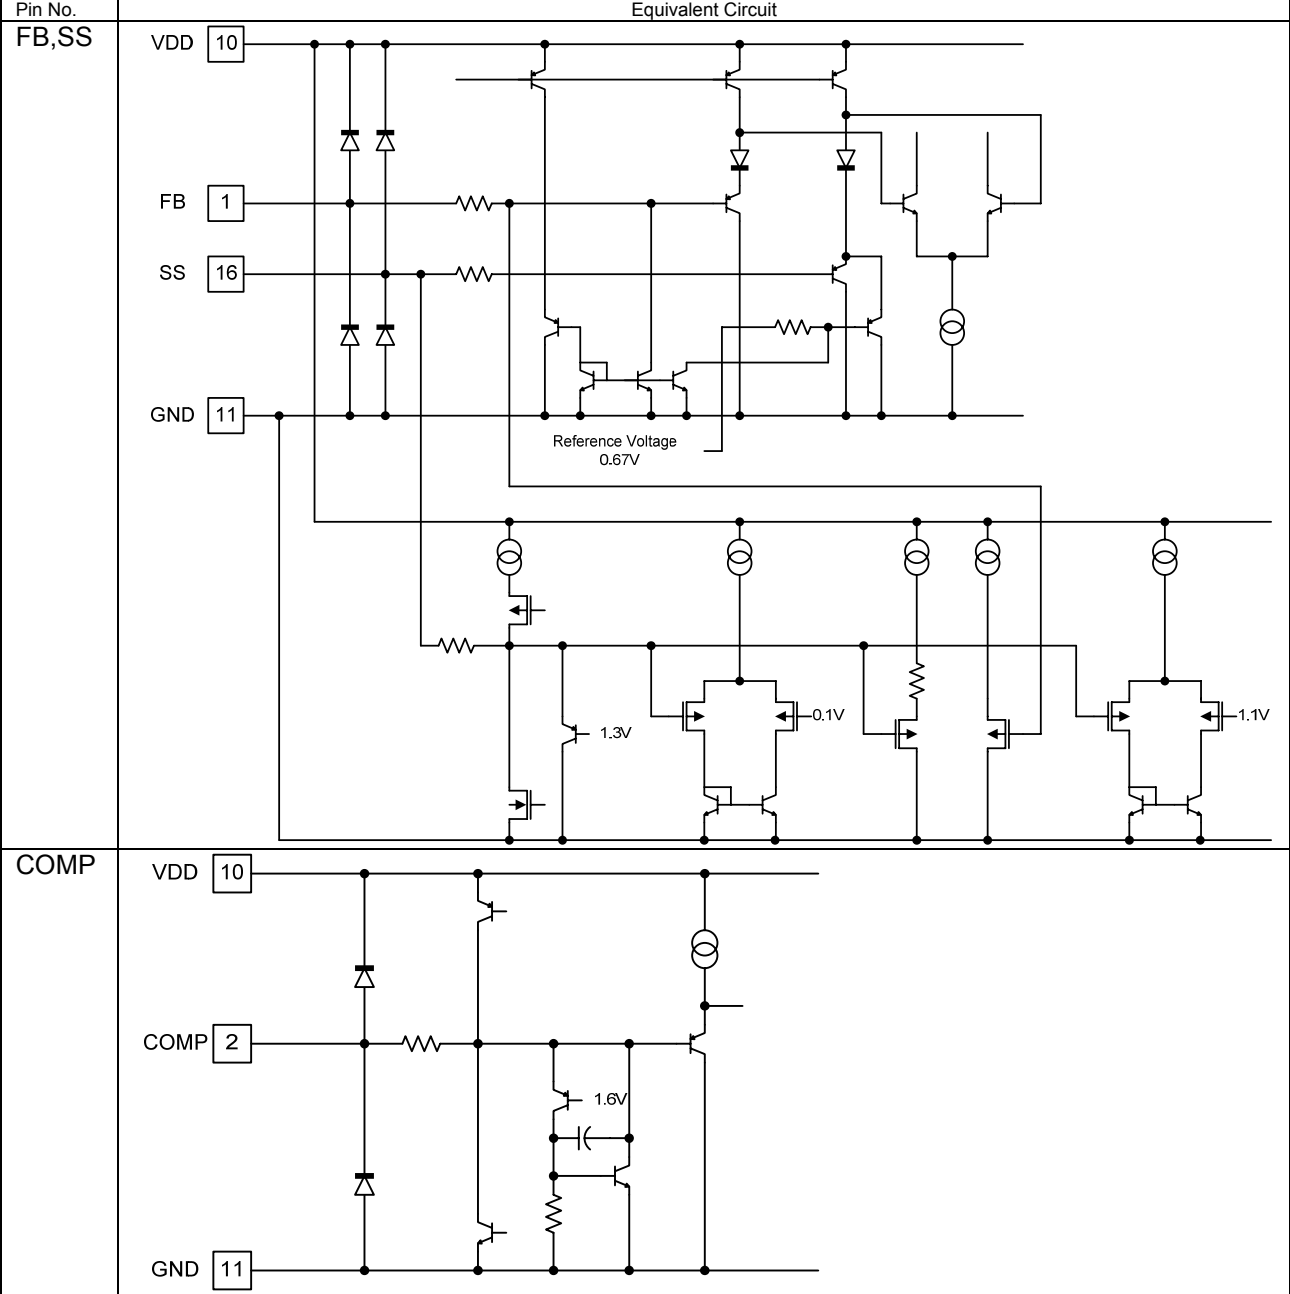 Pin No. Equivalent Circuit
FB,SS
VDD 10
FB 1
SS 16
GND 11
Reference Voltage
0.67V
1.3V
0.1V
1.1V
COMP
VDD 10
COMP 2
1.6V
GND 11